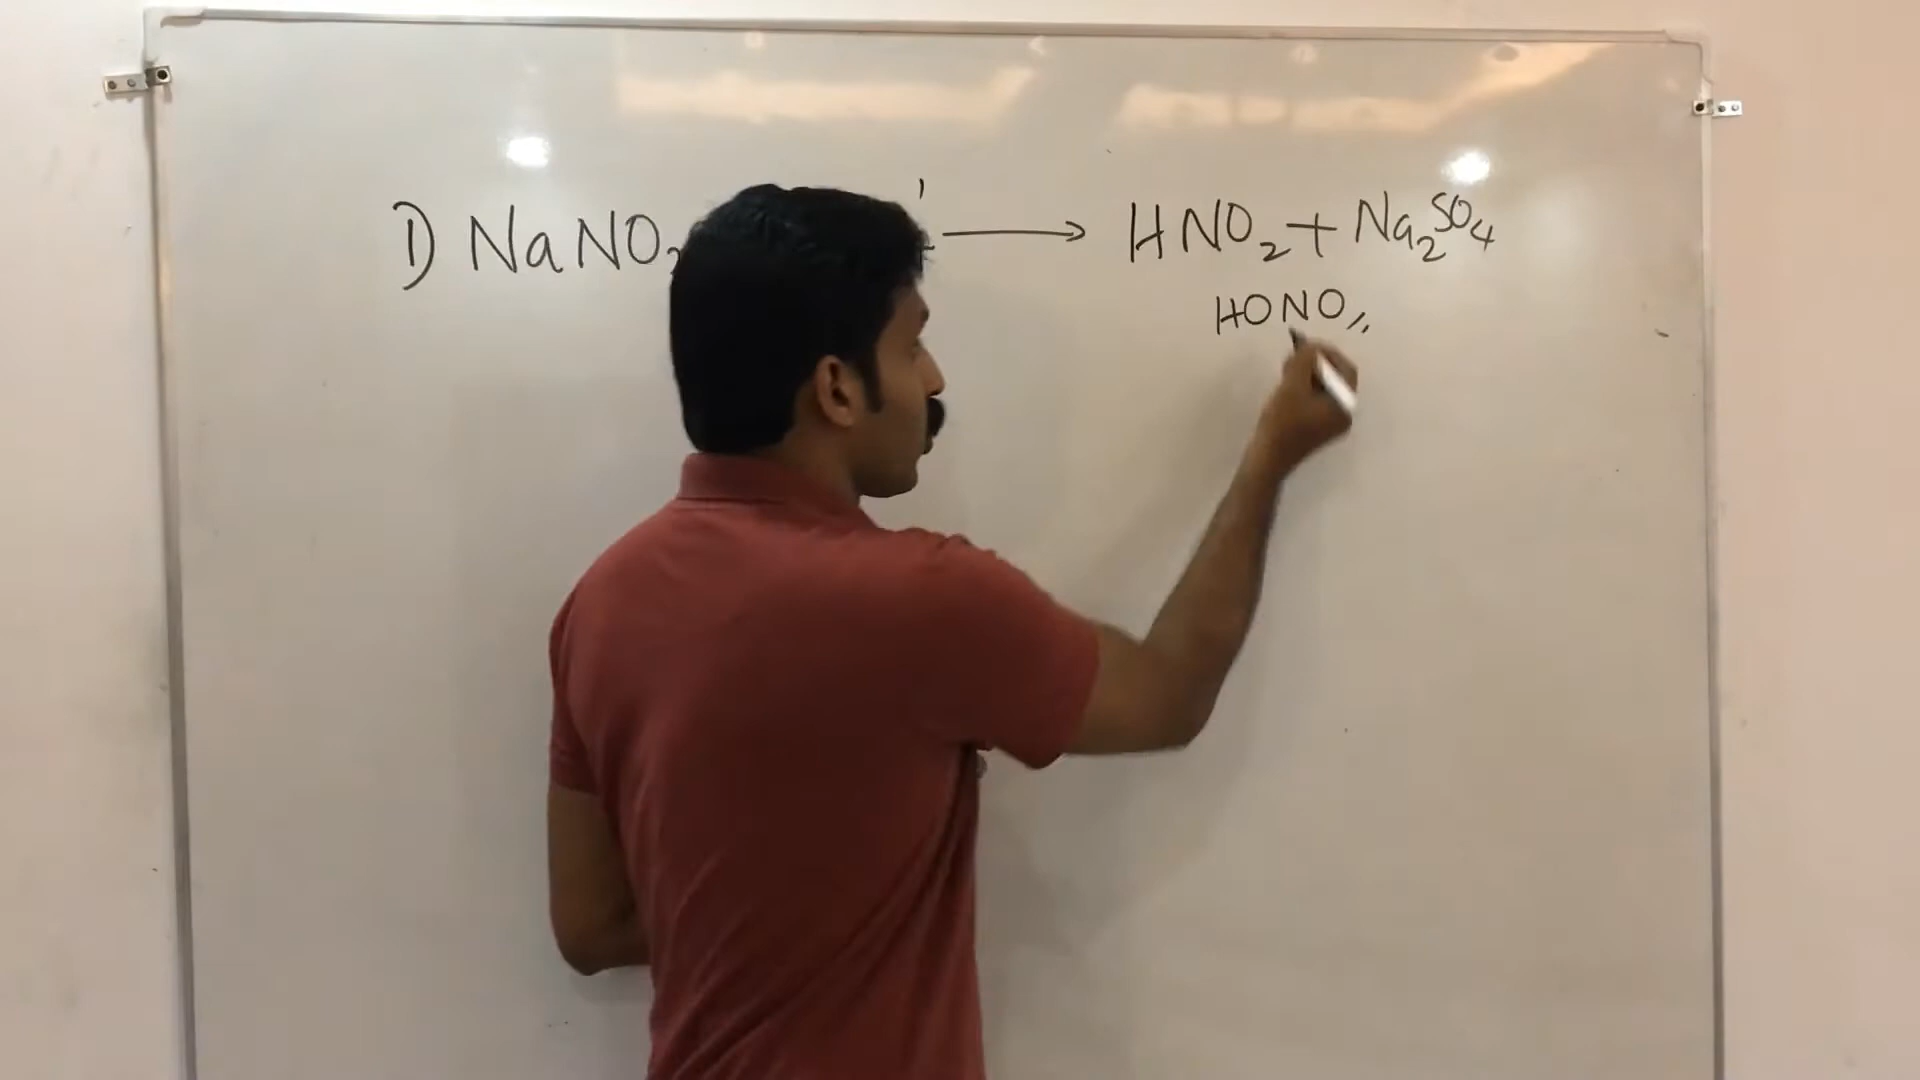 1) NaNO₂ → HNO₂ + Na₂SO₄
HONO,,